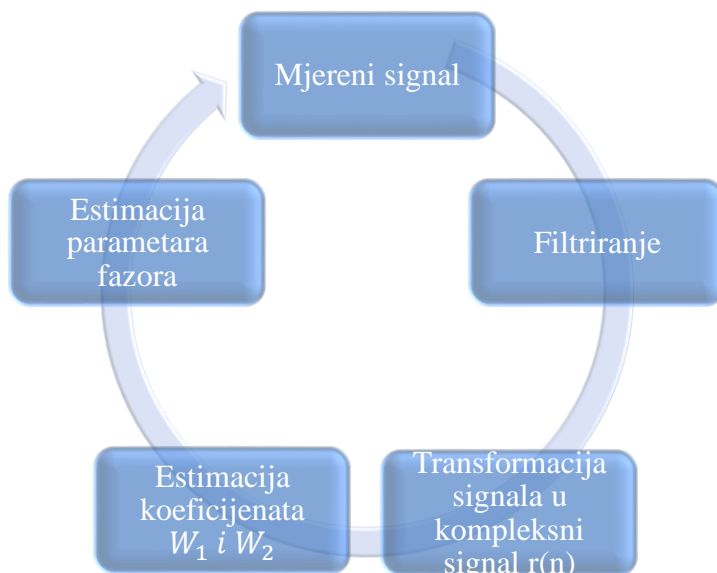 Mjereni signal
Filtriranje
Transformacija
signala u
kompleksni
signal r(n)
Estimacija
koeficijenata
W₁ i W₂
Estimacija
parametara
fazora